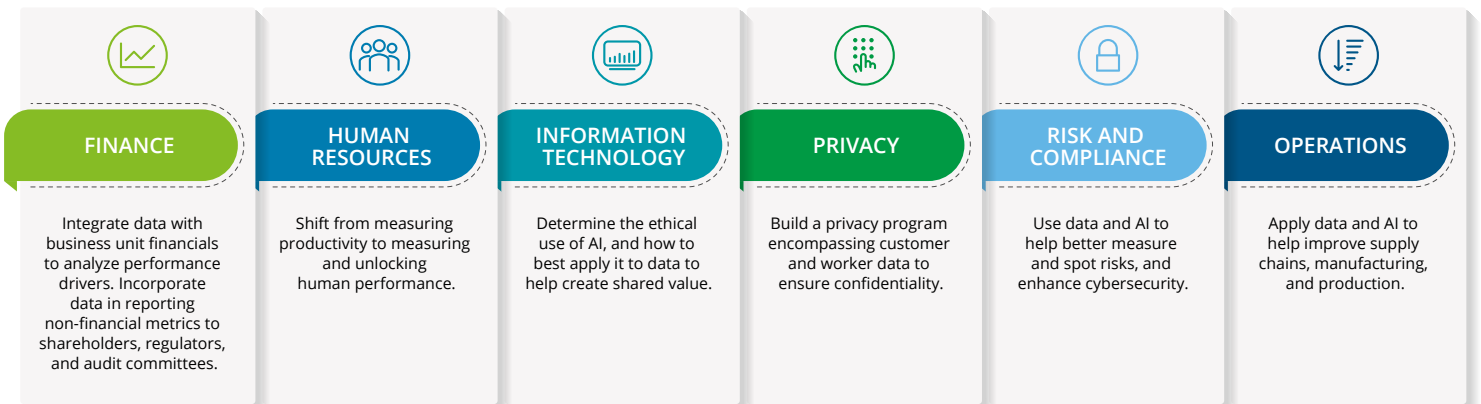 FINANCE
Integrate data with
business unit financials
to analyze performance
drivers. Incorporate
data in reporting
non-financial metrics to
shareholders, regulators,
and audit committees.
HUMAN
RESOURCES
Shift from measuring
productivity to measuring
and unlocking
human performance.
INFORMATION
TECHNOLOGY
Determine the ethical
use of AI, and how to
best apply it to data to
help create shared value.
PRIVACY
Build a privacy program
encompassing customer
and worker data to
ensure confidentiality.
RISK AND
COMPLIANCE
Use data and AI to
help better measure
and spot risks, and
enhance cybersecurity.
OPERATIONS
Apply data and AI to
help improve supply
chains, manufacturing,
and production.